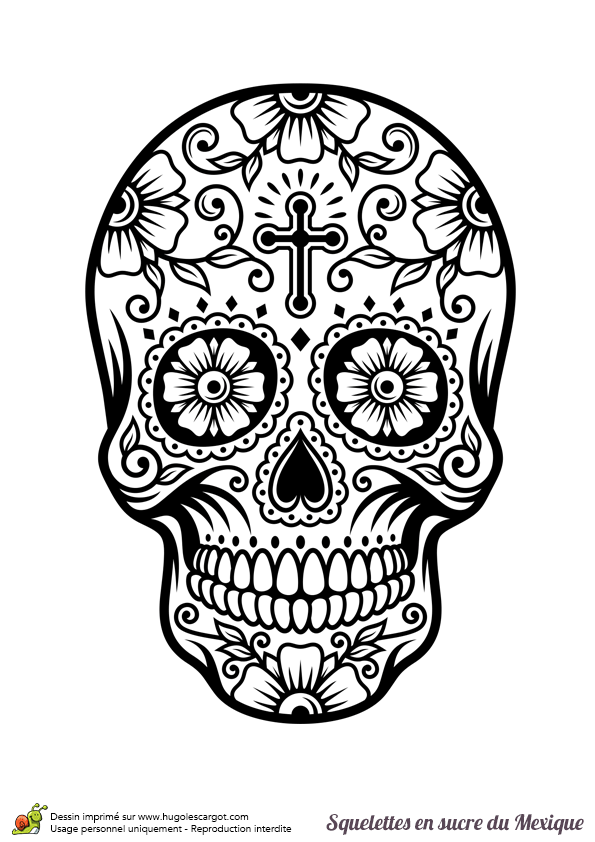 Dessin imprimé sur www.hugolescargot.com
Usage personnel uniquement - Reproduction interdite
Squelettes en sucre du Mexique